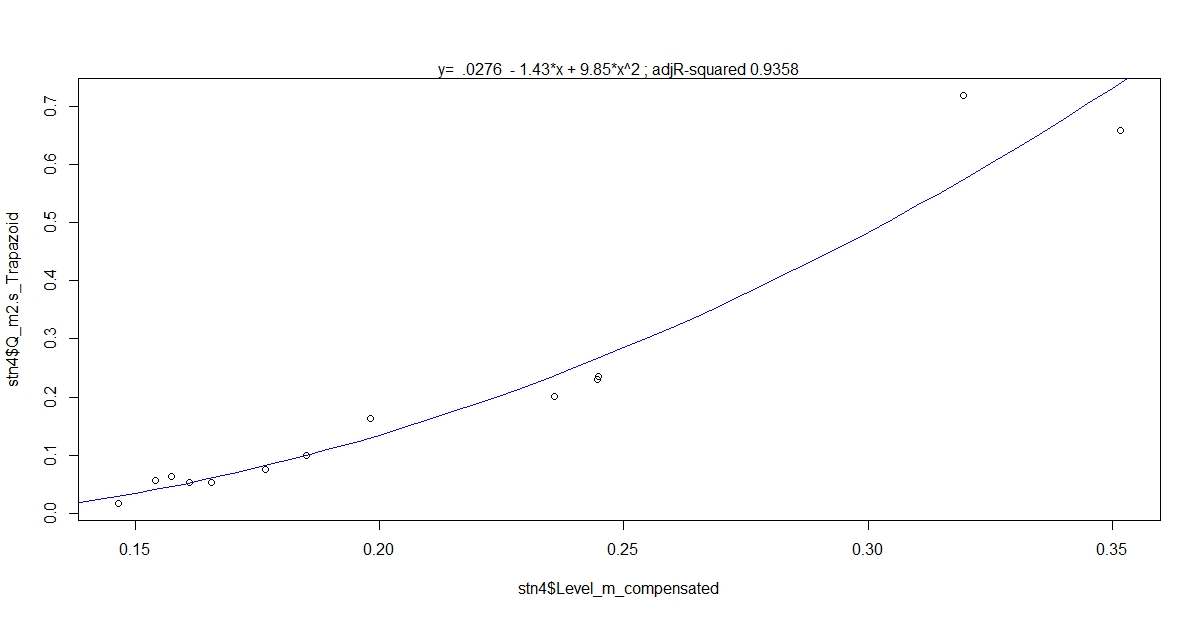 y=  .0276  - 1.43*x + 9.85*x^2 ; adjR-squared 0.9358
0.7
0.6
0.5
0.4
0.3
0.2
0.1
0.0
stn4$Q_m2.s_Trapazoid
0.15 0.20 0.25 0.30 0.35
stn4$Level_m_compensated